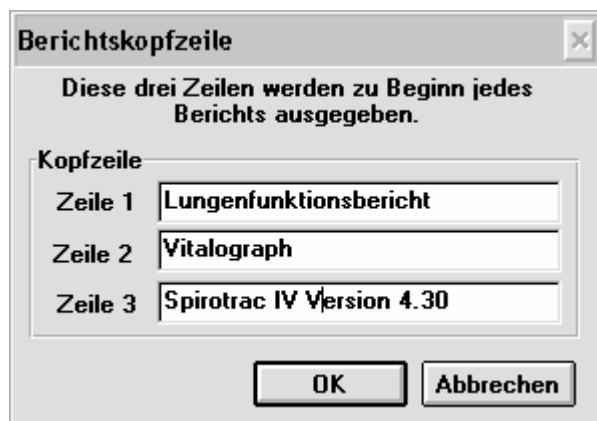 Berichtskopfzeile
Diese drei Zeilen werden zu Beginn jedes
Berichts ausgegeben.
Kopfzeile
Zeile 1 Lungenfunktionsbericht
Zeile 2 Vitalograph
Zeile 3 Spirotrac IV Version 4.30
OK Abbrechen